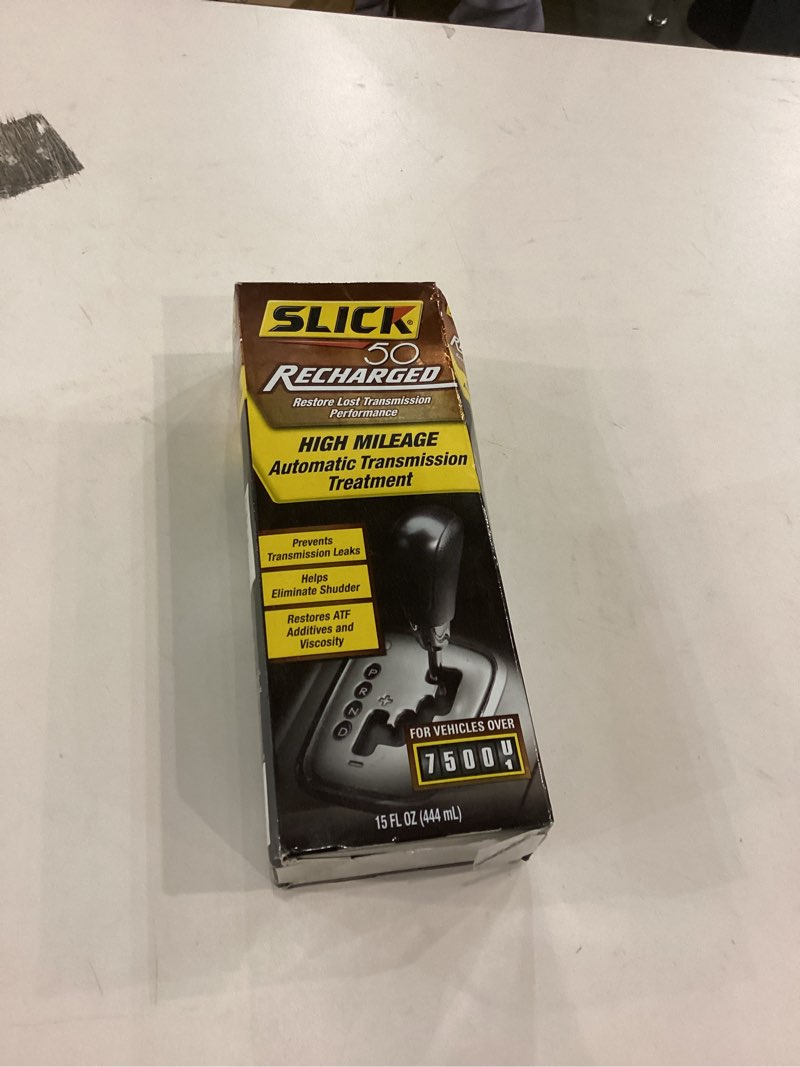 SLICK®
50
RECHARGED
Restore Lost Transmission
Performance
HIGH MILEAGE
Automatic Transmission
Treatment
Prevents
Transmission Leaks
Helps
Eliminate Shudder
Restores ATF
Additives and
Viscosity
P
R
N
D
+
–
FOR VEHICLES OVER
75000
1
15 FL OZ (444 mL)